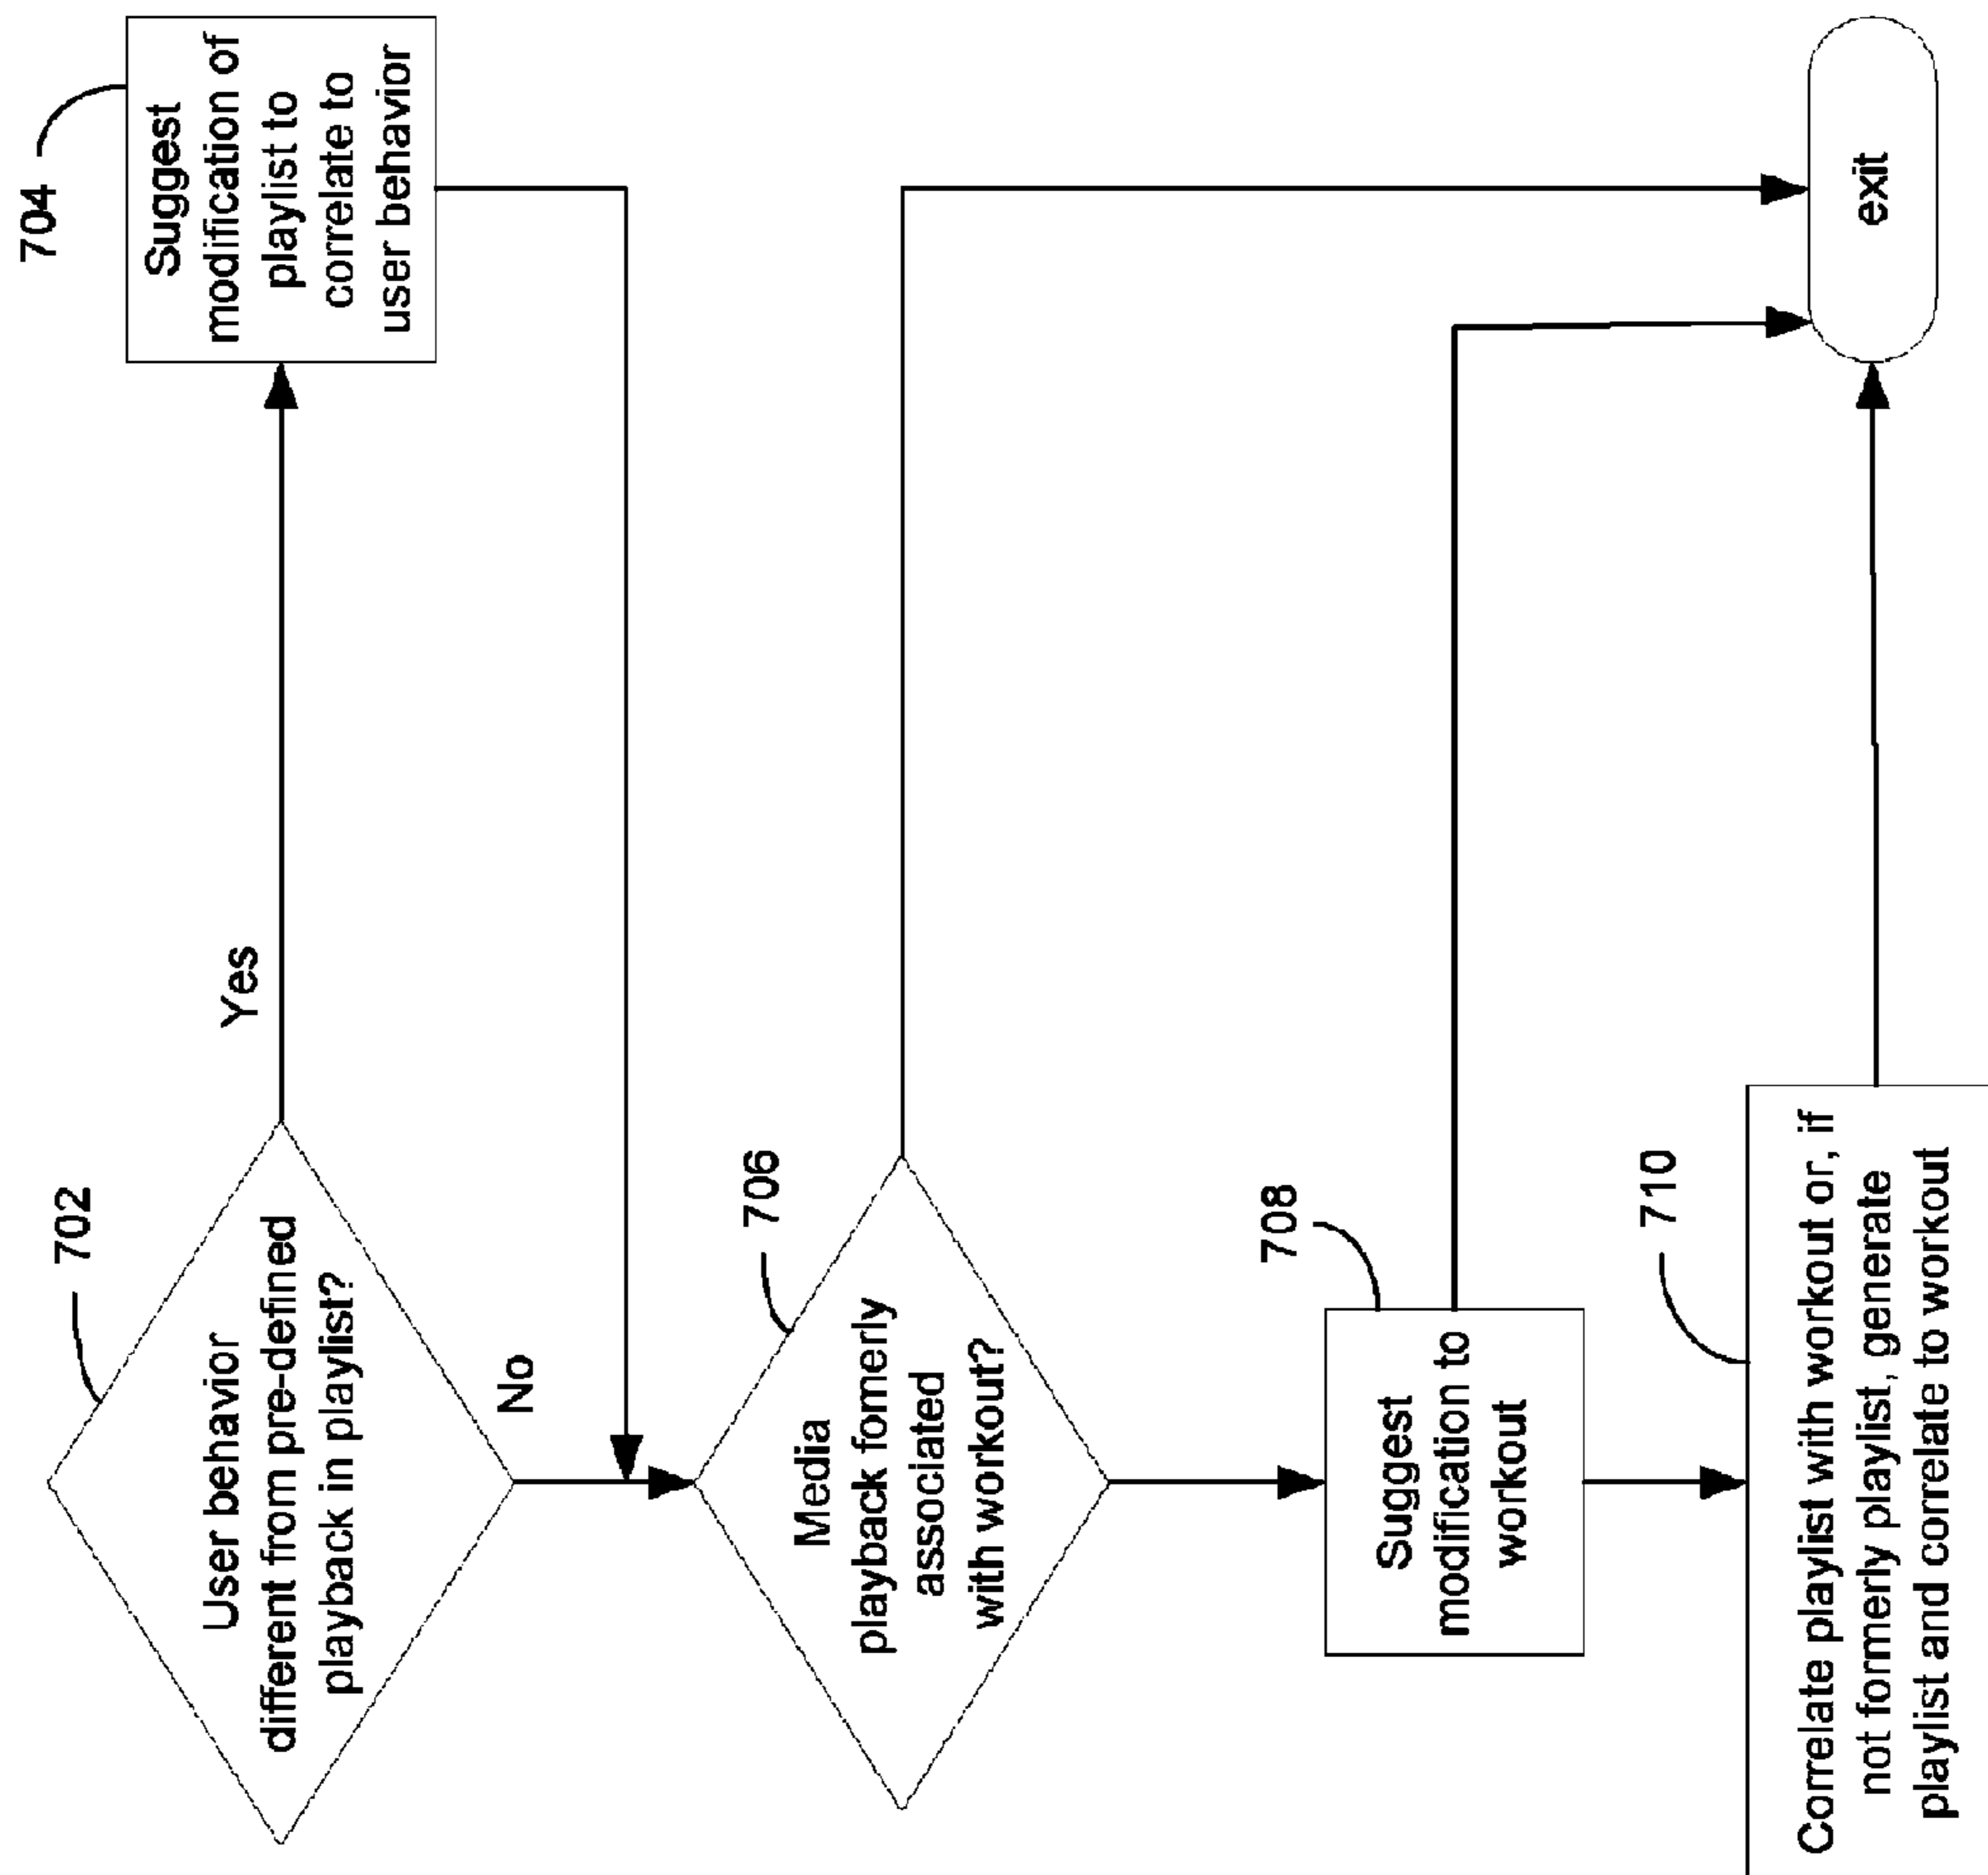 702
User behavior
different from pre-defined
playback in playlist?
Yes
704
Suggest
modification of
playlist to
correlate to
user behavior
No
706
Media
playback fomerly
associated
with workout?
708
Suggest
modification to
workout
710
Correlate playlist with workout or, if
not formerly playlist, generate
playlist and correlate to workout
exit